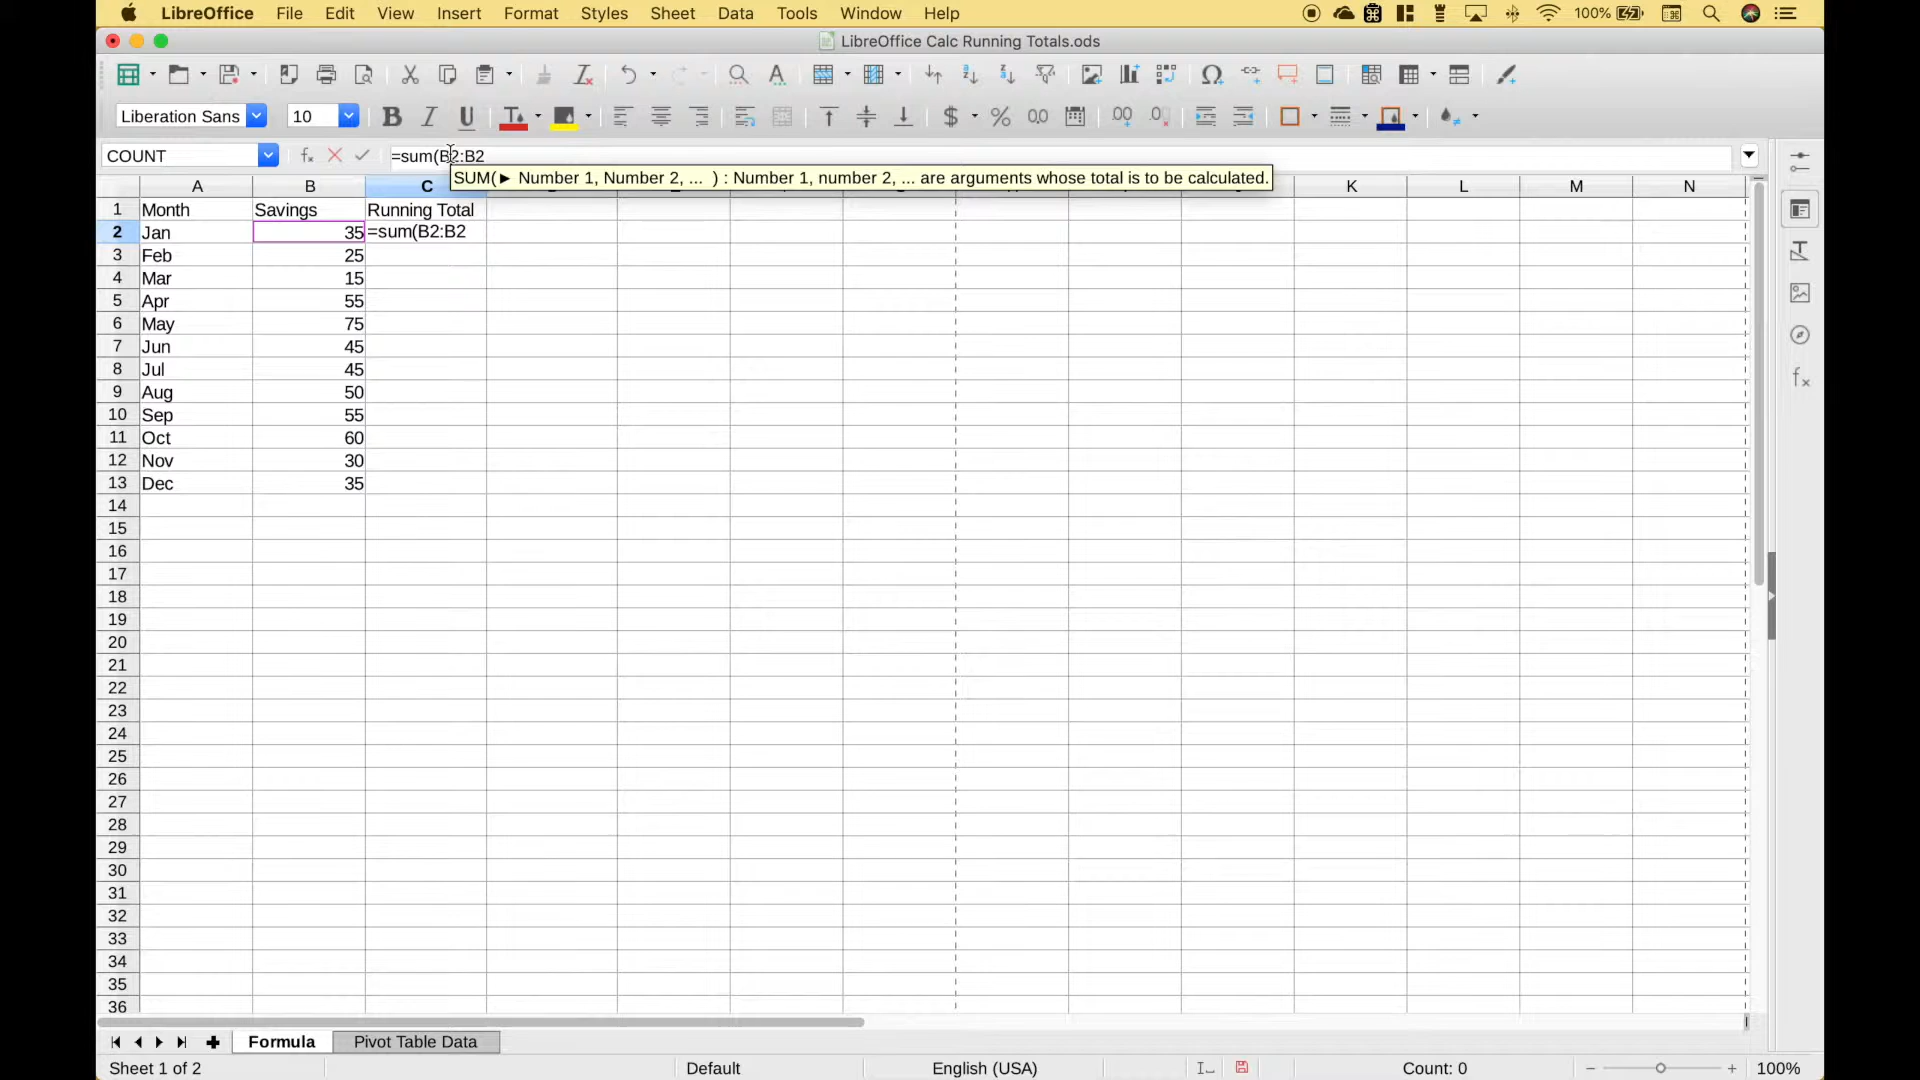 LibreOffice File Edit View Insert Format Styles Sheet Data Tools Window Help 100%
LibreOffice Calc Running Totals.ods
Liberation Sans 10
COUNT =sum(B2:B2
SUM(► Number 1, Number 2, ... ) : Number 1, number 2, ... are arguments whose total is to be calculated.
A B C K L M N
1 Month Savings Running Total
2 Jan 35 =sum(B2:B2
3 Feb 25
4 Mar 15
5 Apr 55
6 May 75
7 Jun 45
8 Jul 45
9 Aug 50
10 Sep 55
11 Oct 60
12 Nov 30
13 Dec 35
14
15
16
17
18
19
20
21
22
23
24
25
26
27
28
29
30
31
32
33
34
35
36
Formula Pivot Table Data
Sheet 1 of 2 Default English (USA) Count: 0 100%